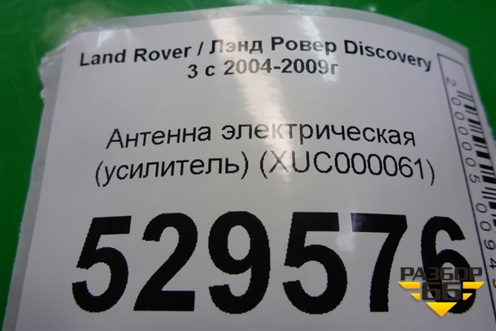 Land Rover / Лэнд Ровер Discovery
3 с 2004-2009г
Антенна электрическая
(усилитель) (XUC000061)
529576
РАЗБОР
66